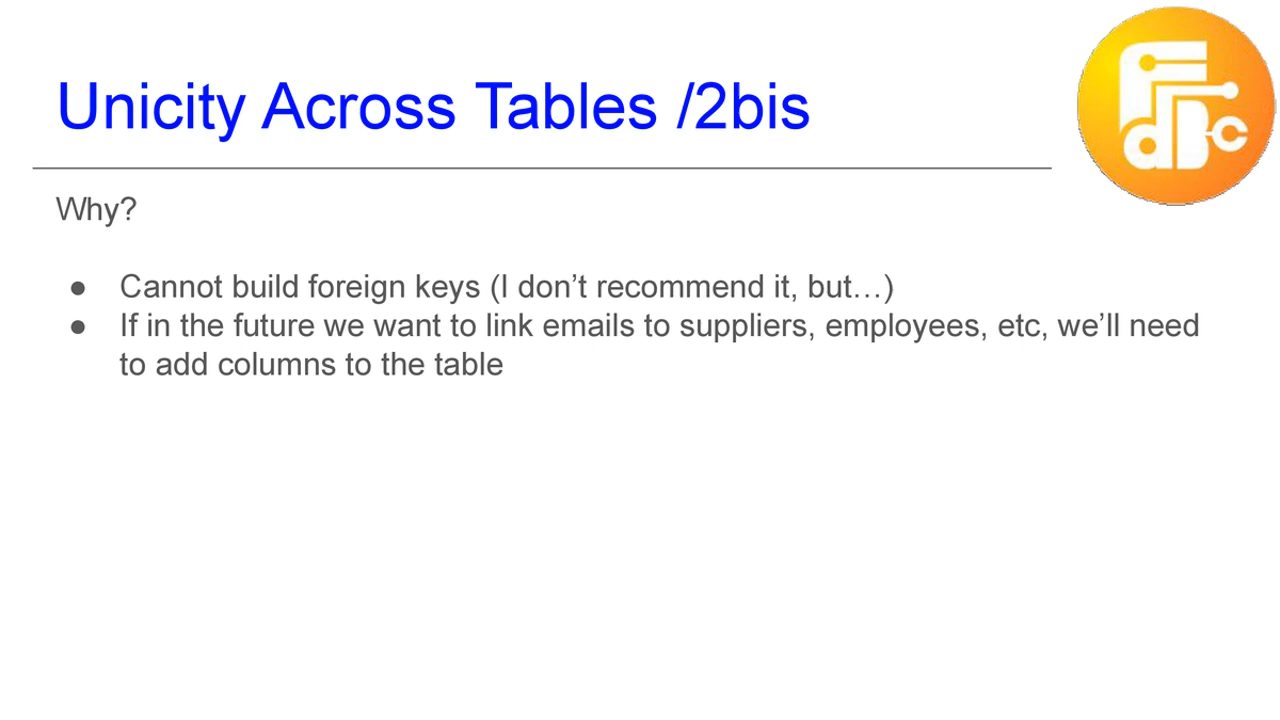 Unicity Across Tables /2bis
Why?
● Cannot build foreign keys (I don’t recommend it, but…)
● If in the future we want to link emails to suppliers, employees, etc, we’ll need
to add columns to the table